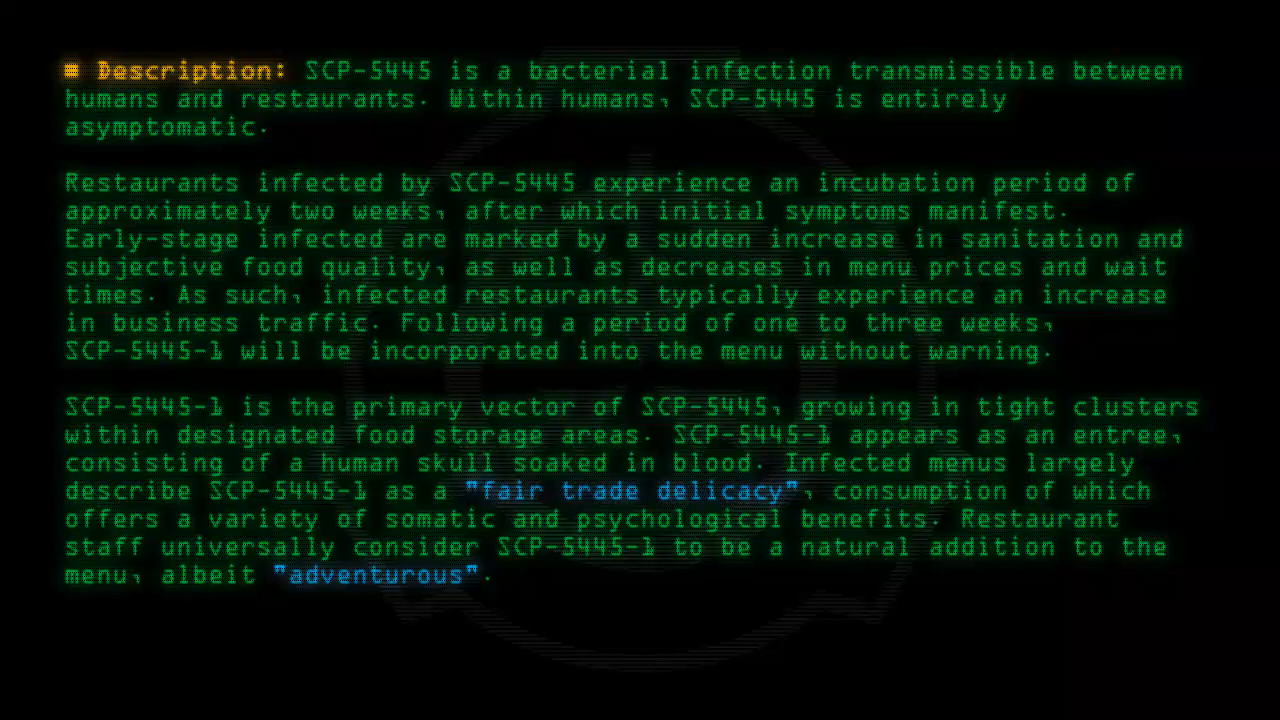 ■ Description: SCP-5445 is a bacterial infection transmissible between
humans and restaurants. Within humans, SCP-5445 is entirely
asymptomatic.
Restaurants infected by SCP-5445 experience an incubation period of
approximately two weeks, after which initial symptoms manifest.
Early-stage infected are marked by a sudden increase in sanitation and
subjective food quality, as well as decreases in menu prices and wait
times. As such, infected restaurants typically experience an increase
in business traffic. Following a period of one to three weeks,
SCP-5445-1 will be incorporated into the menu without warning.
SCP-5445-1 is the primary vector of SCP-5445, growing in tight clusters
within designated food storage areas. SCP-5445-1 appears as an entree,
consisting of a human skull soaked in blood. Infected menus largely
describe SCP-5445-1 as a "fair trade delicacy", consumption of which
offers a variety of somatic and psychological benefits. Restaurant
staff universally consider SCP-5445-1 to be a natural addition to the
menu, albeit "adventurous".